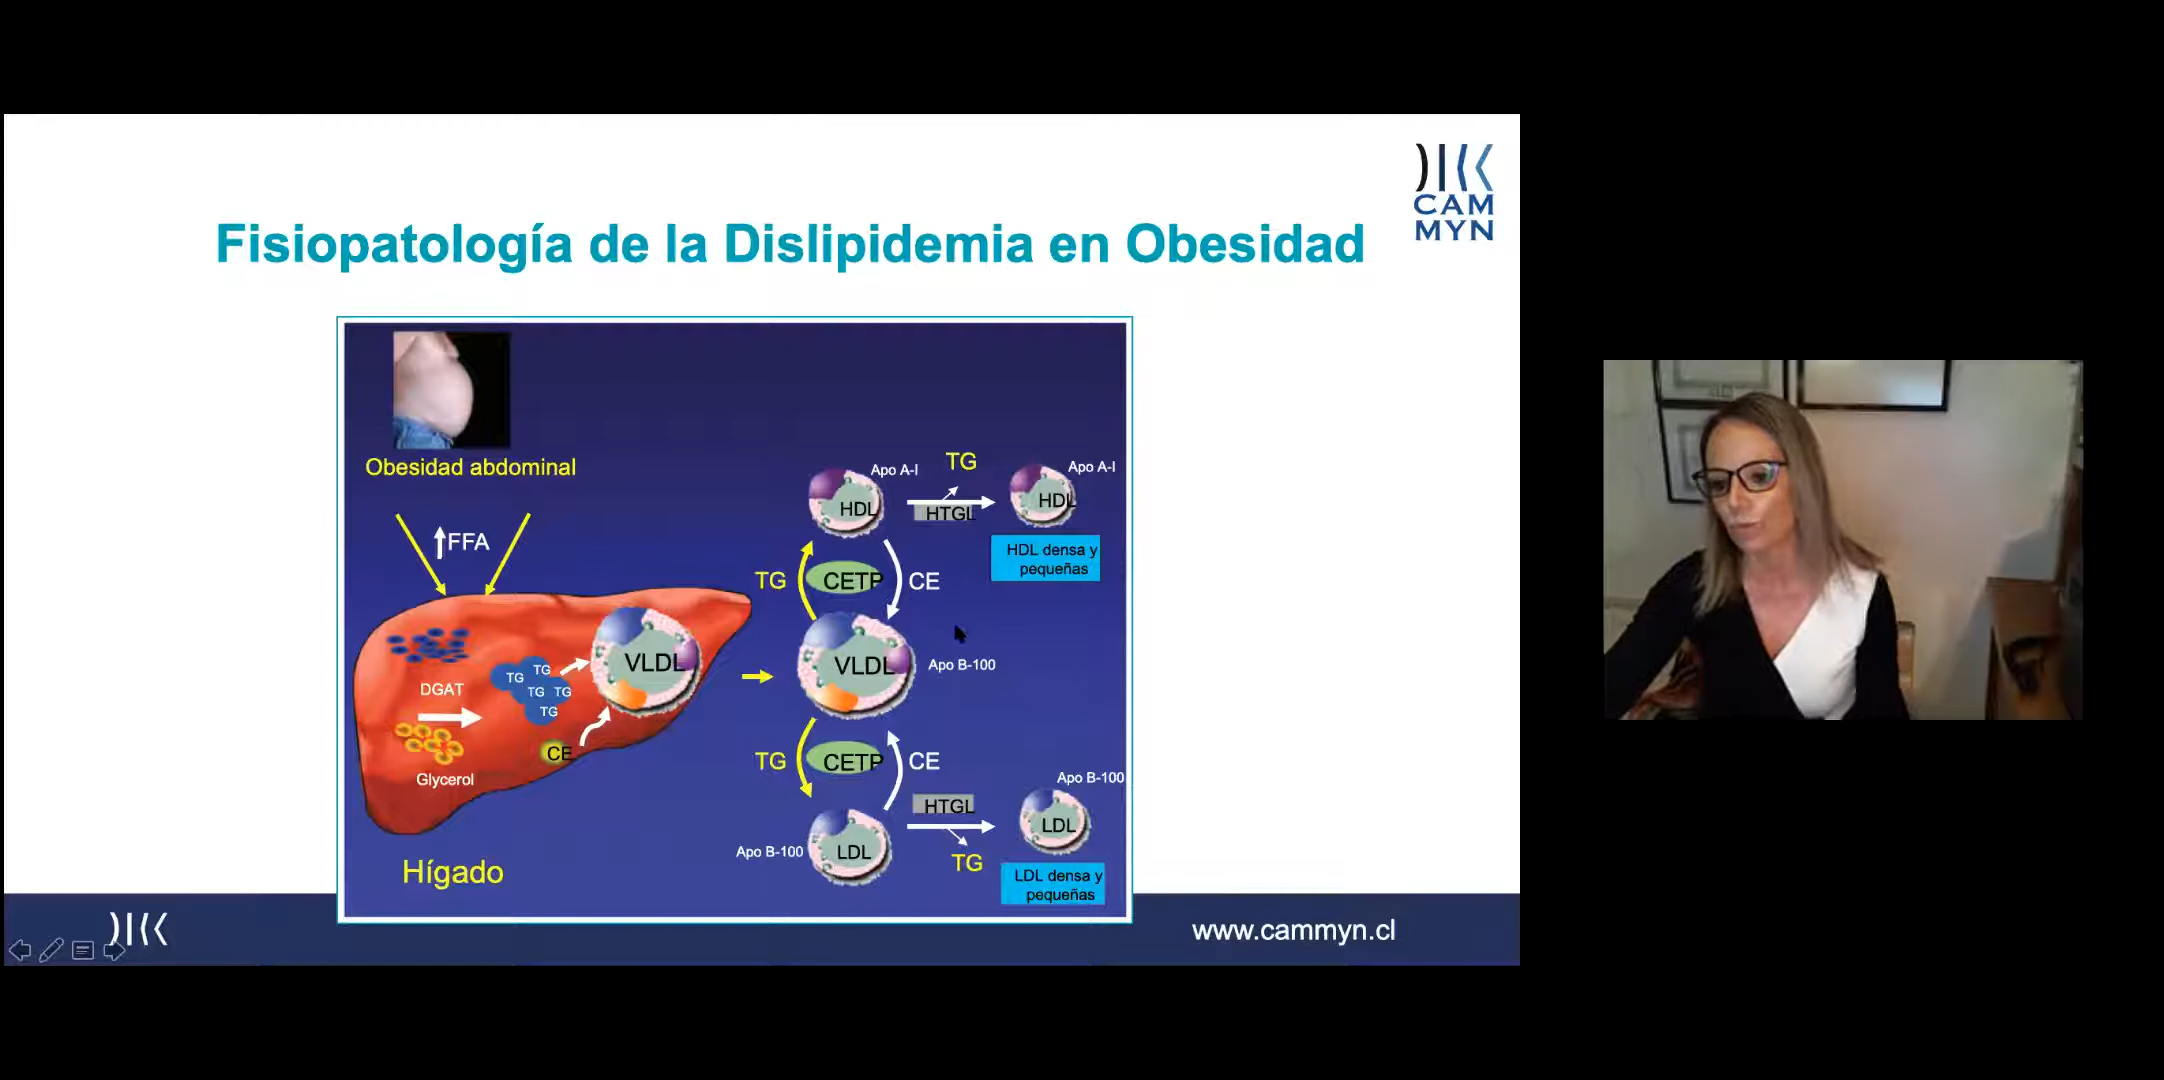 CAM
MYN
Fisiopatología de la Dislipidemia en Obesidad
Obesidad abdominal
FFA
DGAT
Glycerol
TG
TG
TG TG
TG
CE
VLDL
Hígado
Apo A-I
HDL
TG
HTGL
Apo A-I
HDL
HDL densa y
pequeñas
TG
CETP
CE
VLDL
Apo B-100
TG
CETP
CE
Apo B-100
LDL
HTGL
TG
Apo B-100
LDL
LDL densa y
pequeñas
www.cammyn.cl